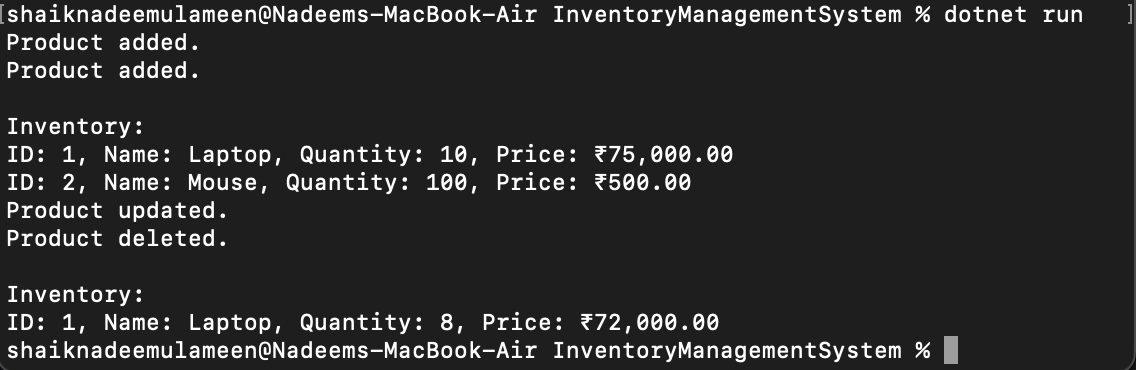 [shaiknadeemulameen@Nadeems-MacBook-Air InventoryManagementSystem % dotnet run ]
Product added.
Product added.
Inventory:
ID: 1, Name: Laptop, Quantity: 10, Price: ₹75,000.00
ID: 2, Name: Mouse, Quantity: 100, Price: ₹500.00
Product updated.
Product deleted.
Inventory:
ID: 1, Name: Laptop, Quantity: 8, Price: ₹72,000.00
shaiknadeemulameen@Nadeems-MacBook-Air InventoryManagementSystem %